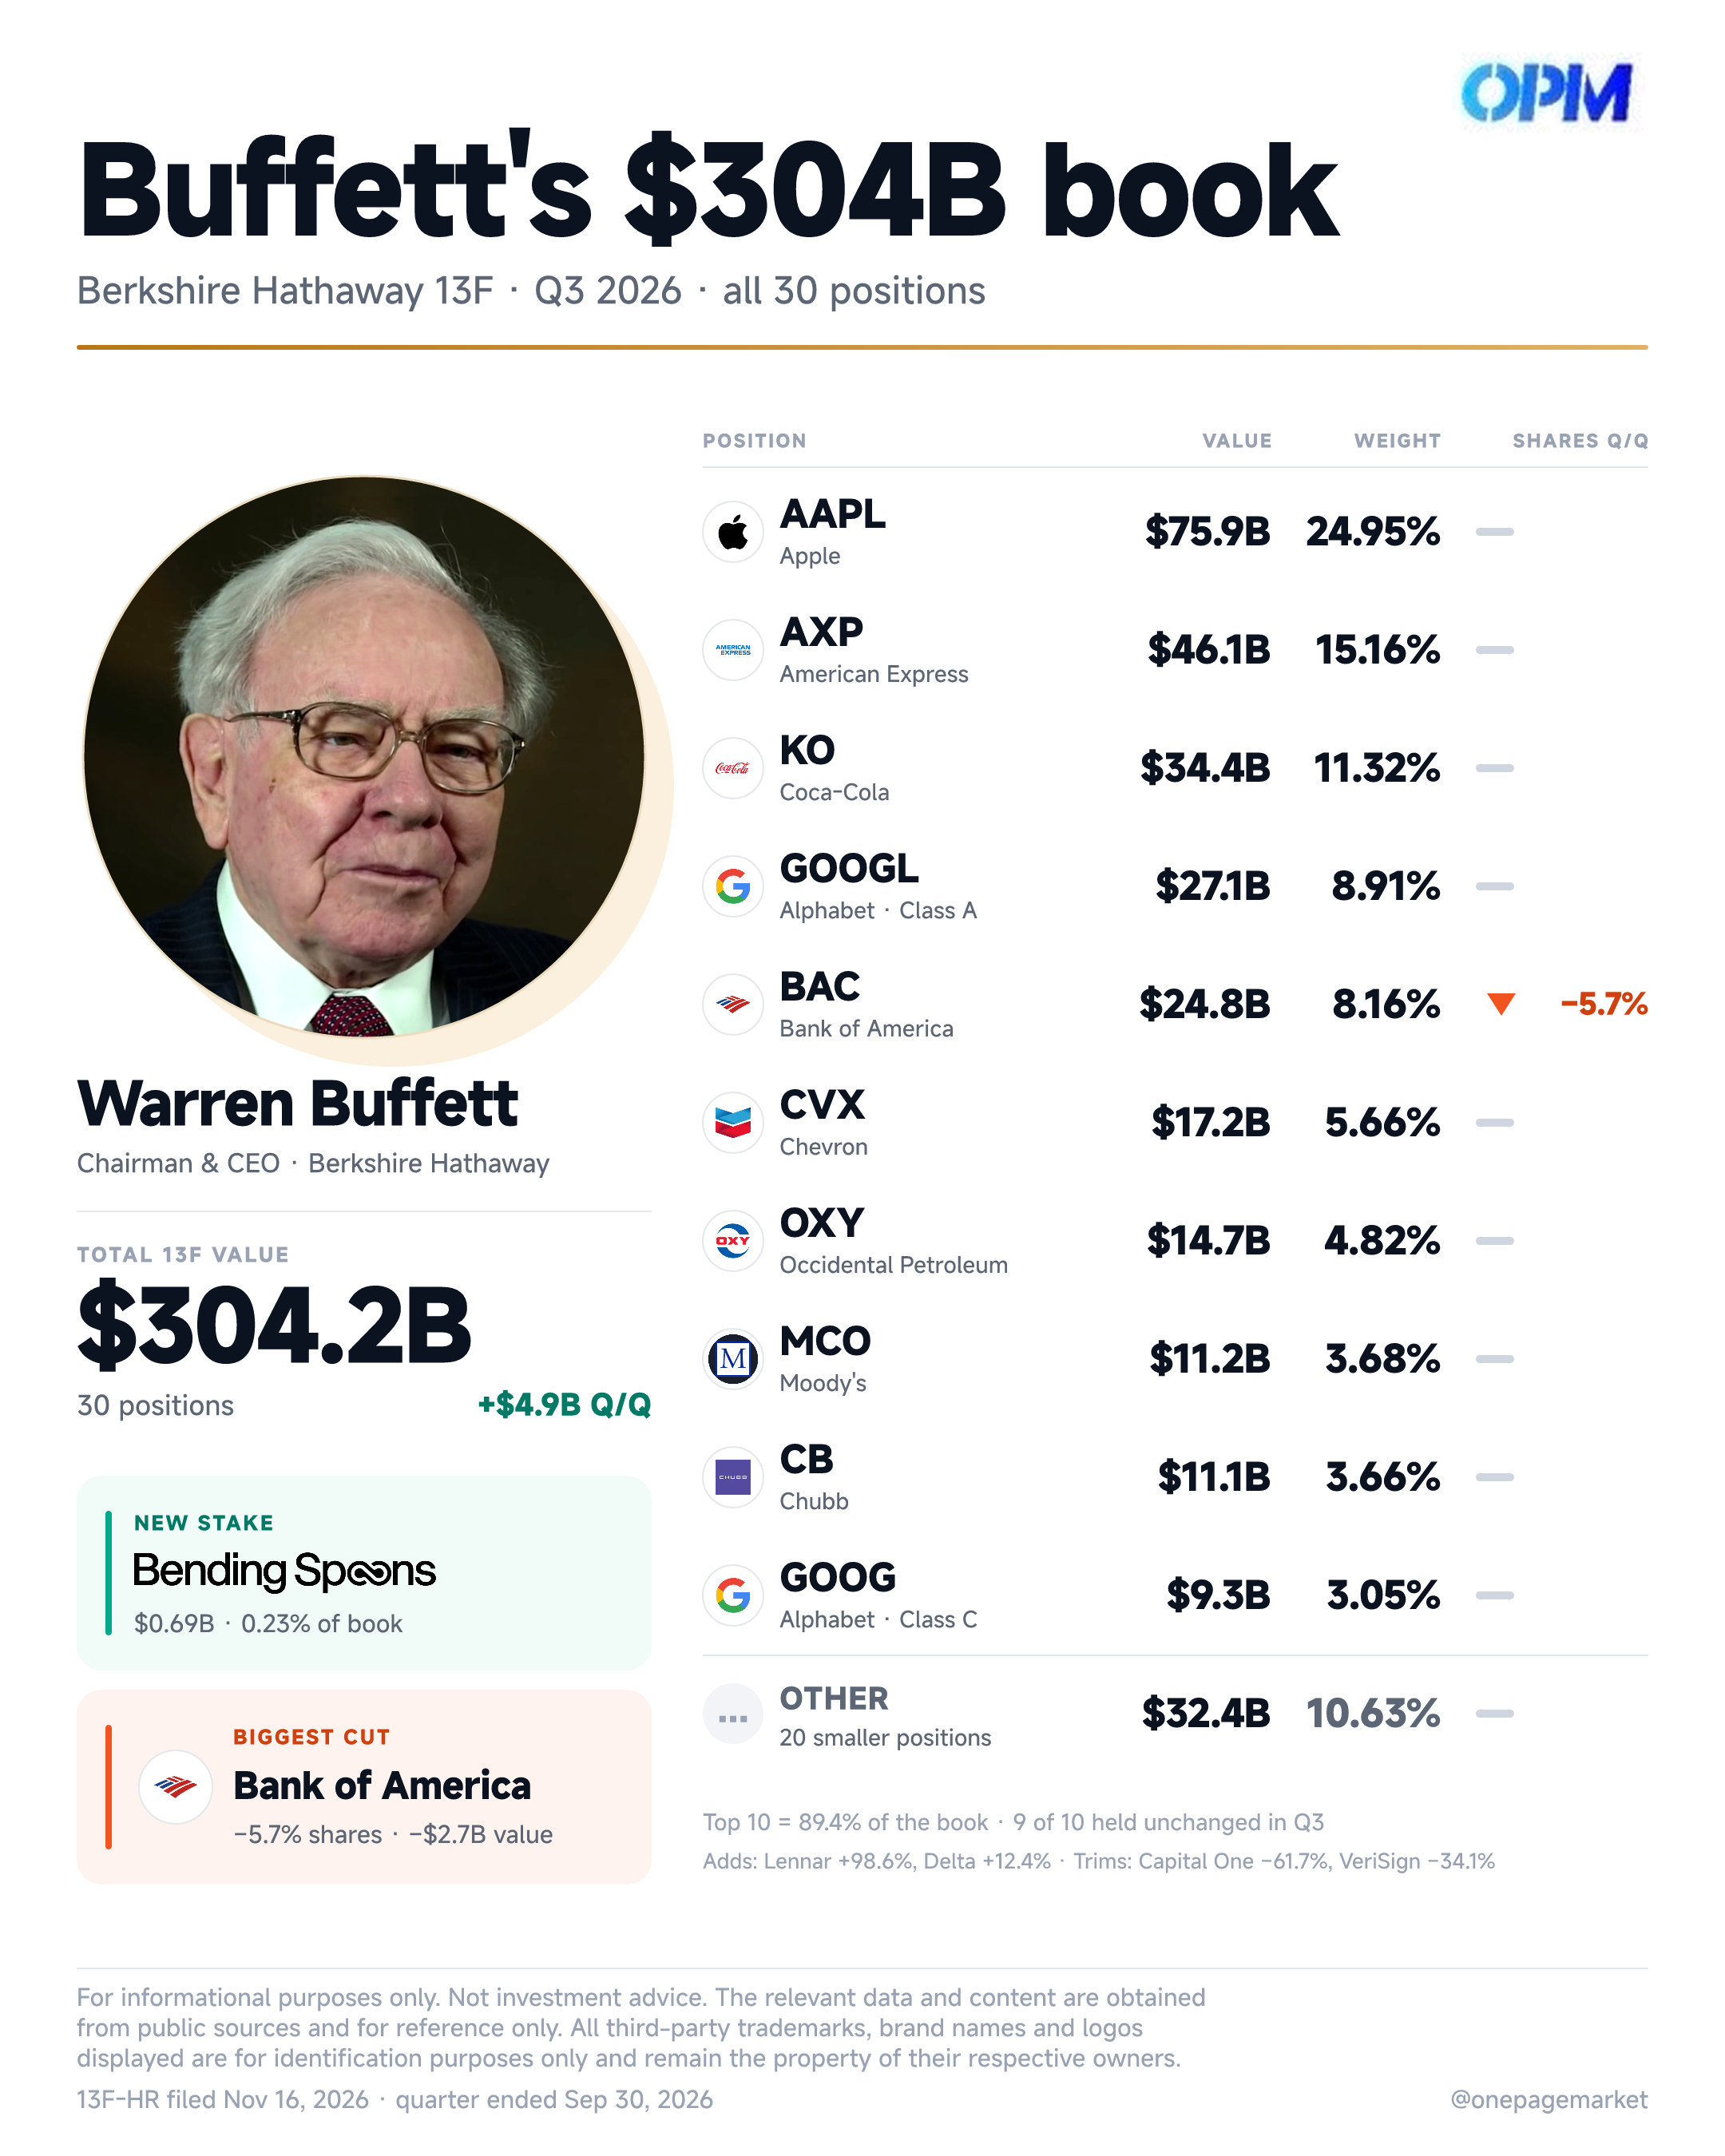 OPM
Buffett's $304B book
Berkshire Hathaway 13F · Q3 2026 · all 30 positions
Warren Buffett
Chairman & CEO · Berkshire Hathaway
TOTAL 13F VALUE
$304.2B
30 positions +$4.9B Q/Q
NEW STAKE
Bending Spoons
$0.69B · 0.23% of book
BIGGEST CUT
Bank of America
−5.7% shares · −$2.7B value
POSITION VALUE WEIGHT SHARES Q/Q
AAPL
Apple
$75.9B 24.95% —
AMERICAN
EXPRESS
AXP
American Express
$46.1B 15.16% —
Coca-Cola
KO
Coca-Cola
$34.4B 11.32% —
G
GOOGL
Alphabet · Class A
$27.1B 8.91% —
BAC
Bank of America
$24.8B 8.16% ▼ −5.7%
CVX
Chevron
$17.2B 5.66% —
OXY
OXY
Occidental Petroleum
$14.7B 4.82% —
M
MCO
Moody's
$11.2B 3.68% —
CHUBB
CB
Chubb
$11.1B 3.66% —
G
GOOG
Alphabet · Class C
$9.3B 3.05% —
...
OTHER
20 smaller positions
$32.4B 10.63% —
Top 10 = 89.4% of the book · 9 of 10 held unchanged in Q3
Adds: Lennar +98.6%, Delta +12.4% · Trims: Capital One −61.7%, VeriSign −34.1%
For informational purposes only. Not investment advice. The relevant data and content are obtained
from public sources and for reference only. All third-party trademarks, brand names and logos
displayed are for identification purposes only and remain the property of their respective owners.
13F-HR filed Nov 16, 2026 · quarter ended Sep 30, 2026
@onepagemarket